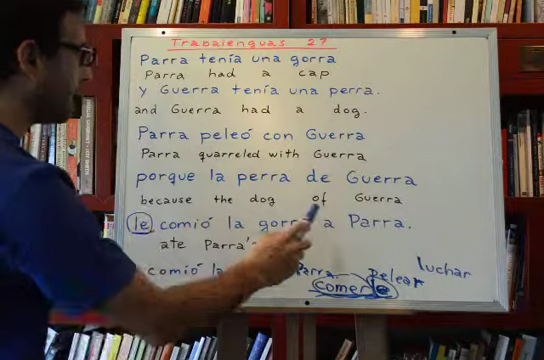 Trabalenguas 27
Parra tenía una gorra
Parra had a cap
y Guerra tenía una perra.
and Guerra had a dog.
Parra peleó con Guerra
Parra quarreled with Guerra
porque la perra de Guerra
because the dog of Guerra
le comió la gorra a Parra.
ate Parra's
comió la Parra. Pelear luchar
comerle